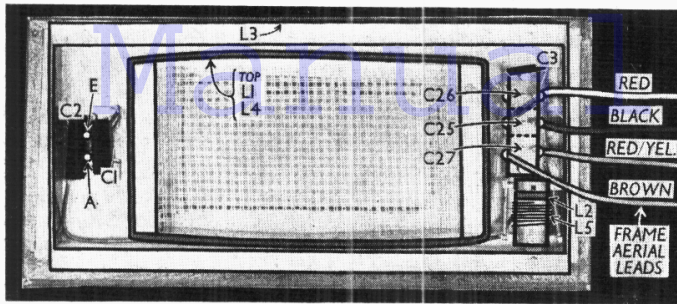 Manual
L3
TOP
L1
L4
E
C2
C1
A
C3
C26
C25
C27
RED
BLACK
RED/YEL.
BROWN
L2
L5
FRAME
AERIAL
LEADS